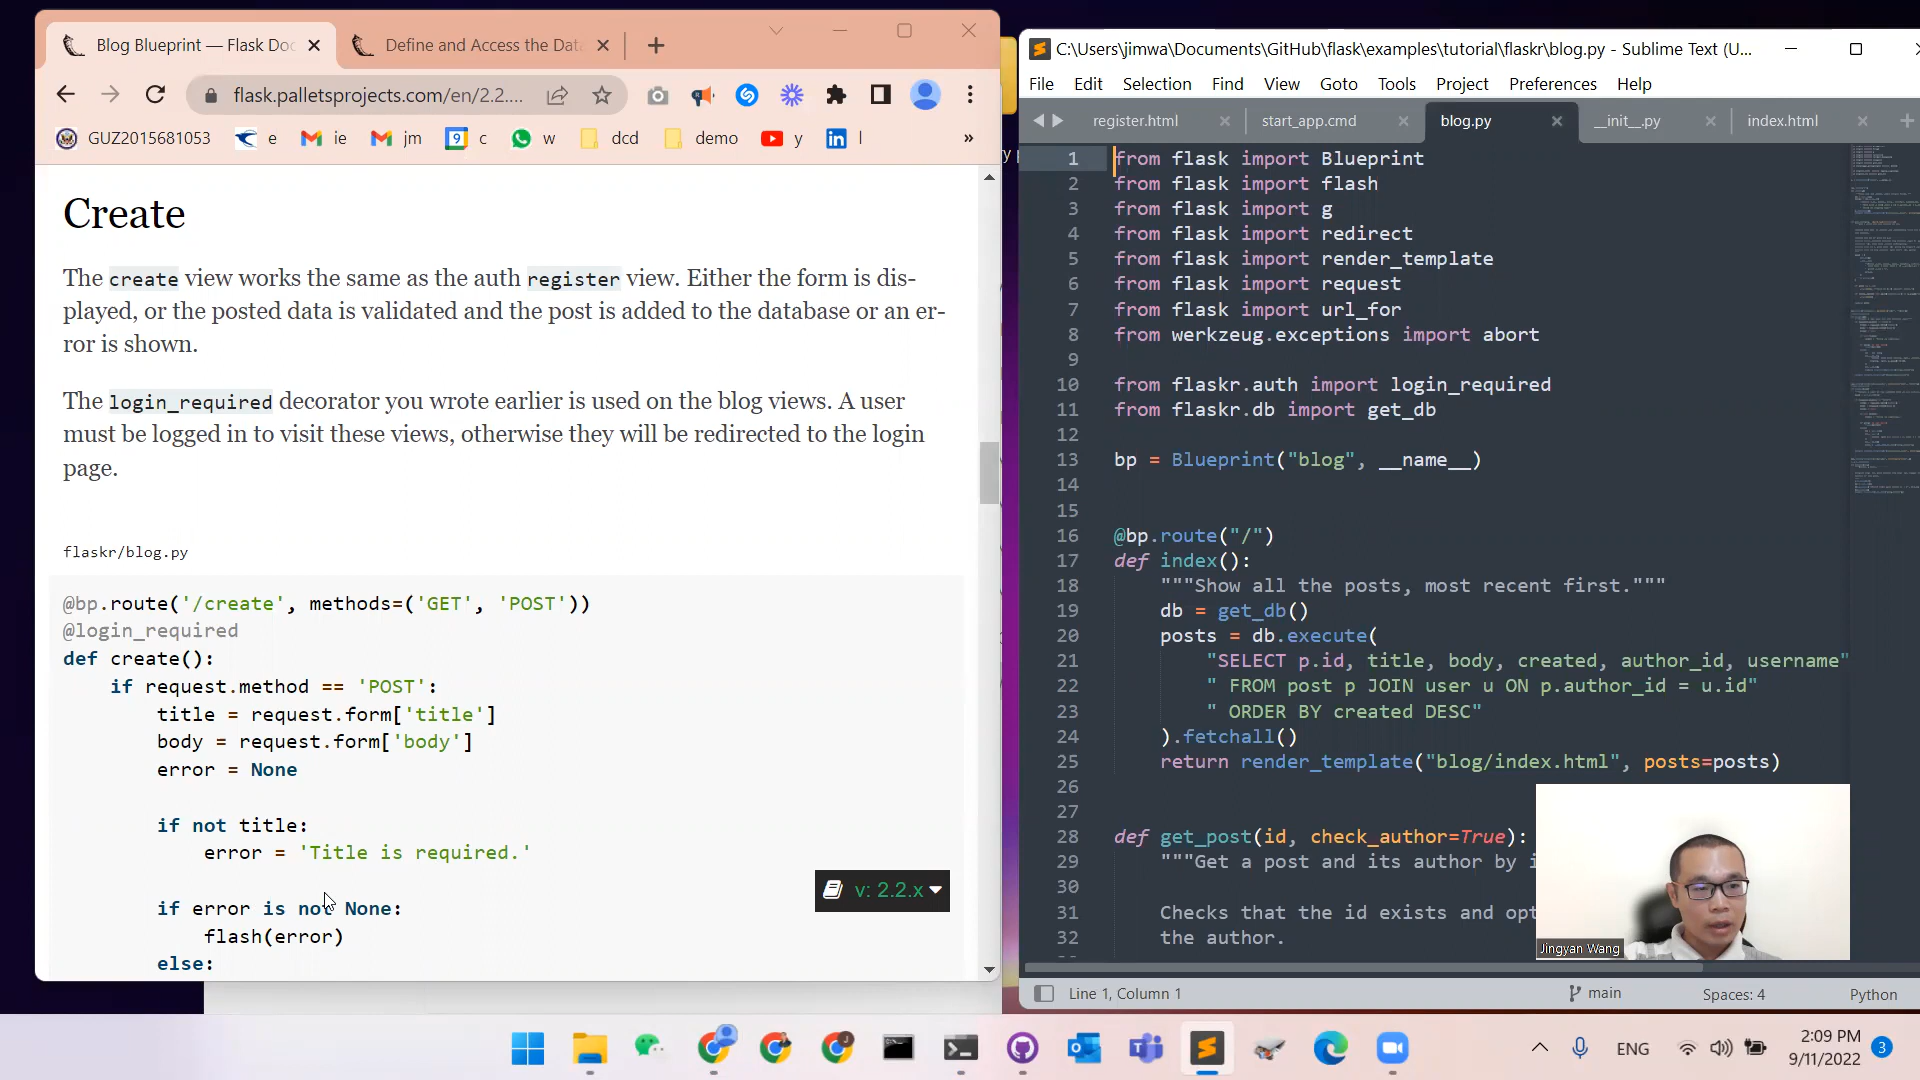 Blog Blueprint — Flask Doc
Define and Access the Data
flask.palletsprojects.com/en/2.2....
GUZ2015681053
e
ie
jm
9
c
w
dcd
demo
y
in
l
»
Create
The create view works the same as the auth register view. Either the form is dis-
played, or the posted data is validated and the post is added to the database or an er-
ror is shown.
The login_required decorator you wrote earlier is used on the blog views. A user
must be logged in to visit these views, otherwise they will be redirected to the login
page.
flaskr/blog.py
@bp.route('/create', methods=('GET', 'POST'))
@login_required
def create():
if request.method == 'POST':
title = request.form['title']
body = request.form['body']
error = None
if not title:
error = 'Title is required.'
if error is not None:
flash(error)
else:
v: 2.2.x
C:\Users\jimwa\Documents\GitHub\flask\examples\tutorial\flaskr\blog.py - Sublime Text (U...
File Edit Selection Find View Goto Tools Project Preferences Help
register.html
start_app.cmd
blog.py
__init__.py
index.html
1 from flask import Blueprint
2 from flask import flash
3 from flask import g
4 from flask import redirect
5 from flask import render_template
6 from flask import request
7 from flask import url_for
8 from werkzeug.exceptions import abort
9
10 from flaskr.auth import login_required
11 from flaskr.db import get_db
12
13 bp = Blueprint("blog", __name__)
14
15
16 @bp.route("/")
17 def index():
18 """Show all the posts, most recent first."""
19 db = get_db()
20 posts = db.execute(
21 "SELECT p.id, title, body, created, author_id, username"
22 " FROM post p JOIN user u ON p.author_id = u.id"
23 " ORDER BY created DESC"
24 ).fetchall()
25 return render_template("blog/index.html", posts=posts)
26
27
28 def get_post(id, check_author=True):
29 """Get a post and its author by i
30
31 Checks that the id exists and opt
32 the author.
Jingyan Wang
Line 1, Column 1
main
Spaces: 4
Python
ENG
2:09 PM
9/11/2022
3